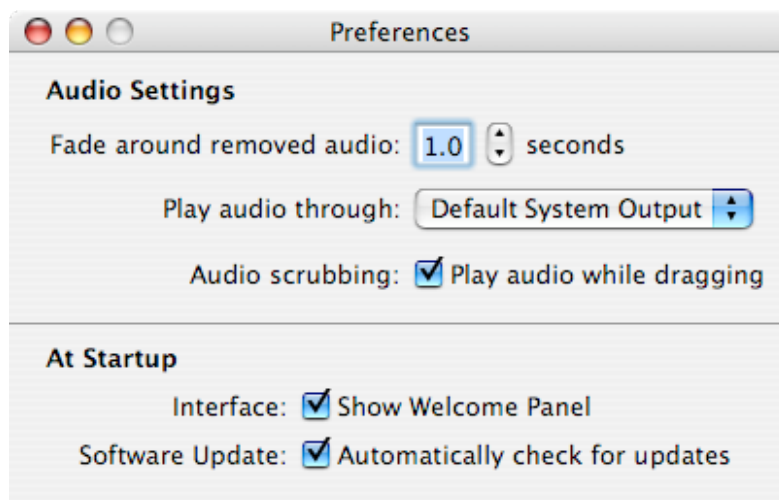 Preferences
Audio Settings
Fade around removed audio: 1.0 seconds
Play audio through: Default System Output
Audio scrubbing: Play audio while dragging
At Startup
Interface: Show Welcome Panel
Software Update: Automatically check for updates